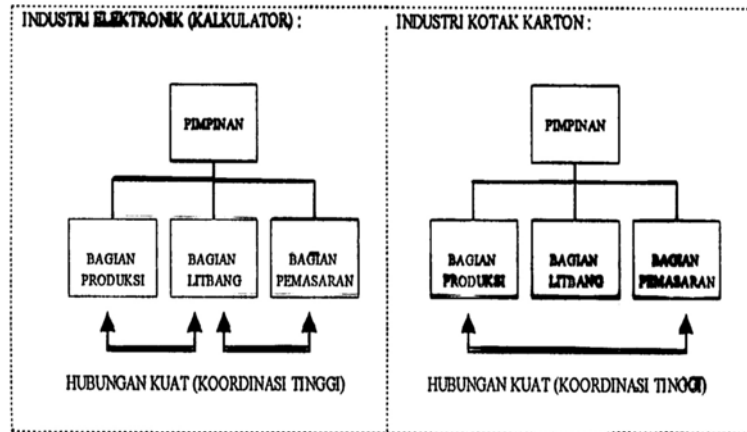 INDUSTRI ELEKTRONIK (KALKULATOR) :
PIMPINAN
BAGIAN
PRODUKSI
BAGIAN
LITBANG
BAGIAN
PEMASARAN
HUBUNGAN KUAT (KOORDINASI TINGGI)
INDUSTRI KOTAK KARTON :
PIMPINAN
BAGIAN
PRODUKSI
BAGIAN
LITBANG
BAGIAN
PEMASARAN
HUBUNGAN KUAT (KOORDINASI TINGGI)